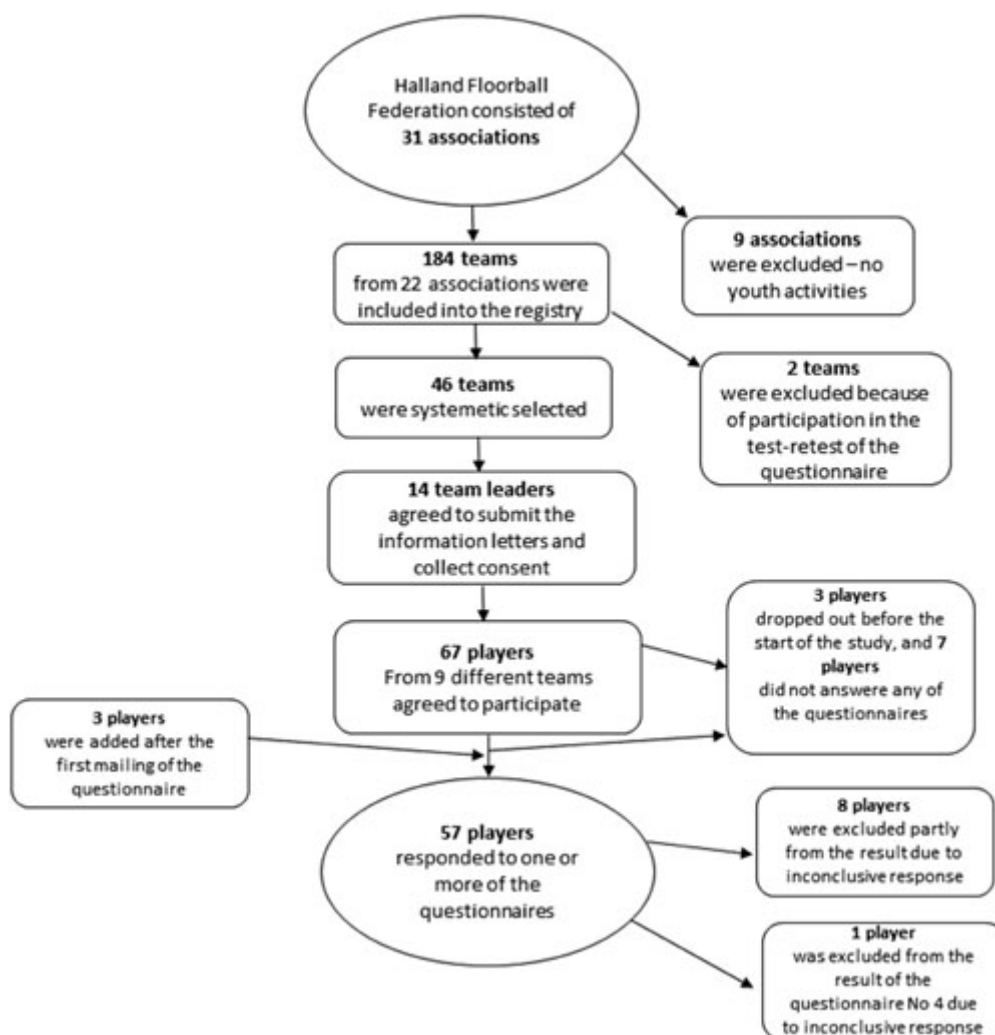 Halland Floorball
Federation consisted of
31 associations
9 associations
were excluded – no
youth activities
184 teams
from 22 associations were
included into the registry
2 teams
were excluded because
of participation in the
test-retest of the
questionnaire
46 teams
were systemetic selected
14 team leaders
agreed to submit the
information letters and
collect consent
3 players
dropped out before the
start of the study, and 7
players
did not answere any of
the questionnaires
67 players
From 9 different teams
agreed to participate
3 players
were added after the
first mailing of the
questionnaire
57 players
responded to one or
more of the
questionnaires
8 players
were excluded partly
from the result due to
inconclusive response
1 player
was excluded from the
result of the
questionnaire No 4 due
to inconclusive response